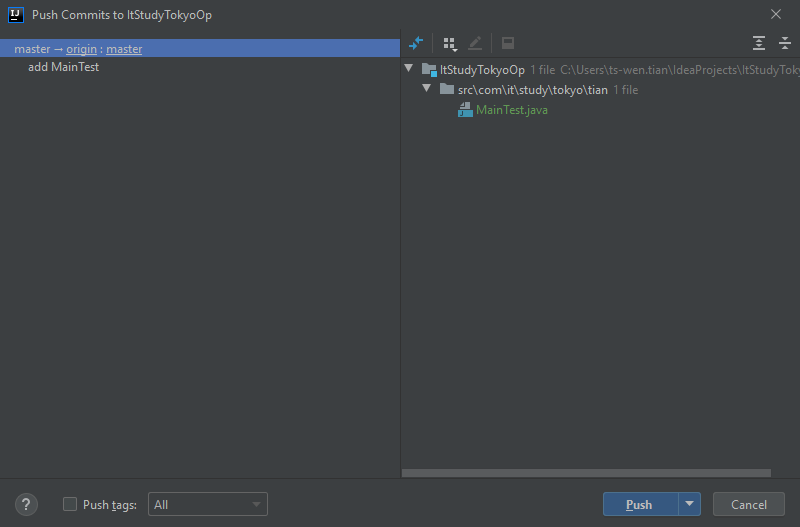 Push Commits to ItStudyTokyoOp
master → origin : master
add MainTest
ItStudyTokyoOp 1 file C:\Users\ts-wen.tian\IdeaProjects\ItStudyTokyo
src\com\it\study\tokyo\tian 1 file
MainTest.java
? Push tags: All Push Cancel